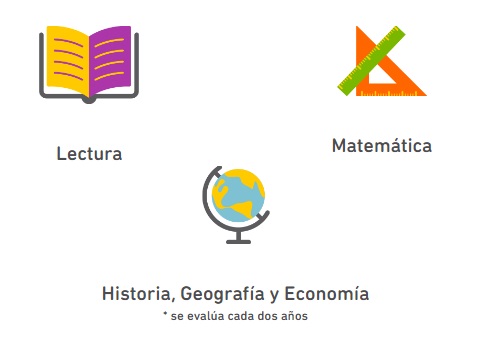 Lectura
Matemática
Historia, Geografía y Economía
* se evalúa cada dos años